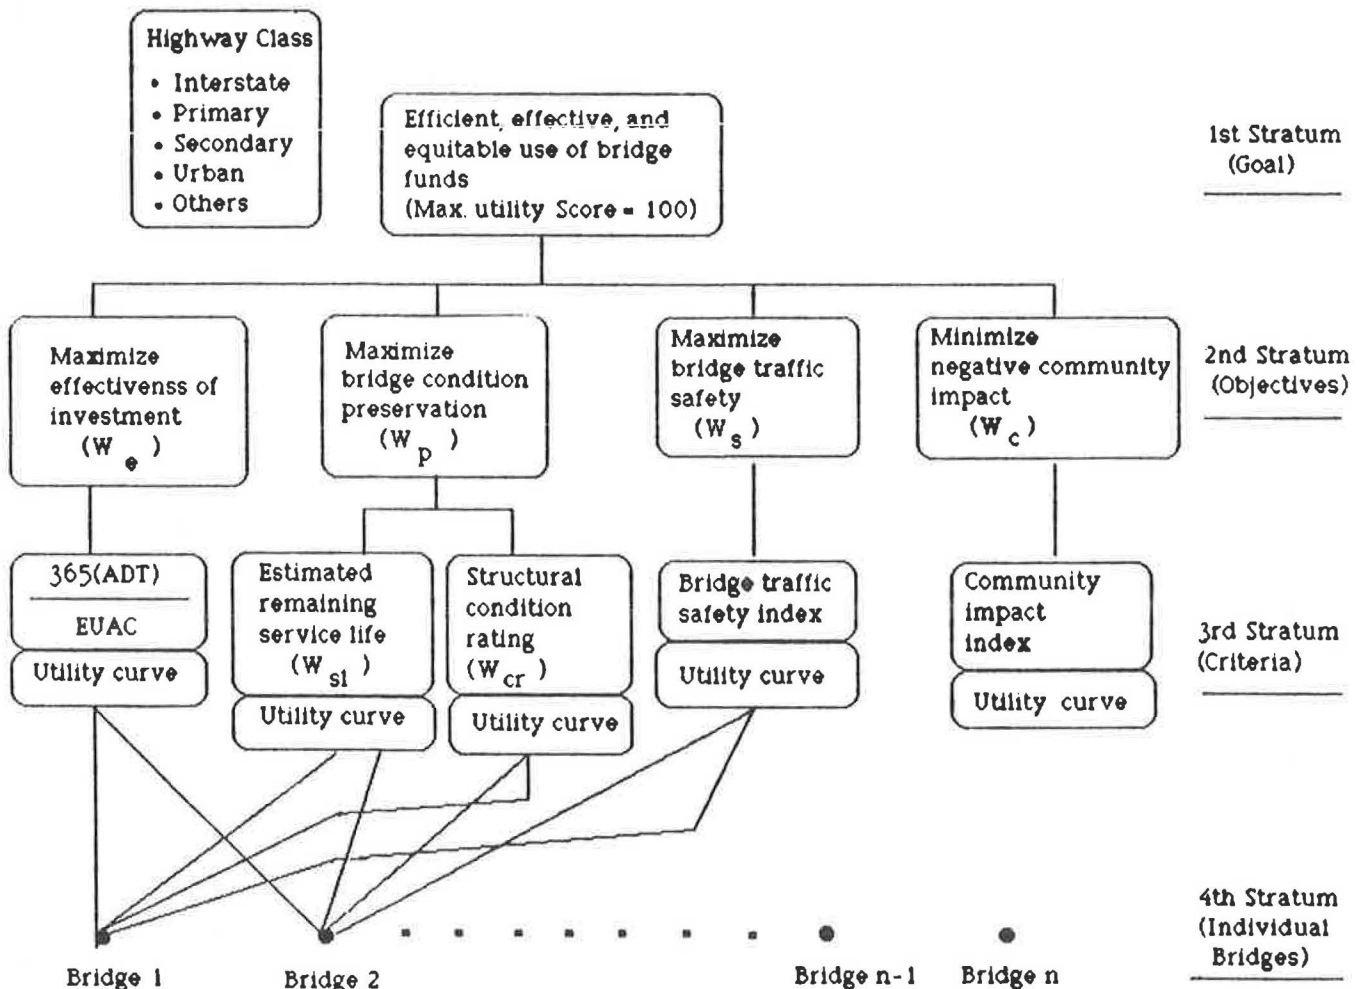 Highway Class
• Interstate
• Primary
• Secondary
• Urban
• Others
Efficient, effective, and
equitable use of bridge
funds
(Max. utility Score = 100)
1st Stratum
(Goal)
Maximize
effectivenss of
investment
(W e )
Maximize
bridge condition
preservation
(W p )
Maximize
bridge traffic
safety
(W s )
Minimize
negative community
impact
(W c )
2nd Stratum
(Objectives)
365(ADT)
EUAC
Utility curve
Estimated
remaining
service life
(W sl )
Utility curve
Structural
condition
rating
(W cr )
Utility curve
Bridge traffic
safety index
Utility curve
Community
impact
index
Utility curve
3rd Stratum
(Criteria)
4th Stratum
(Individual
Bridges)
Bridge 1
Bridge 2
Bridge n-1
Bridge n